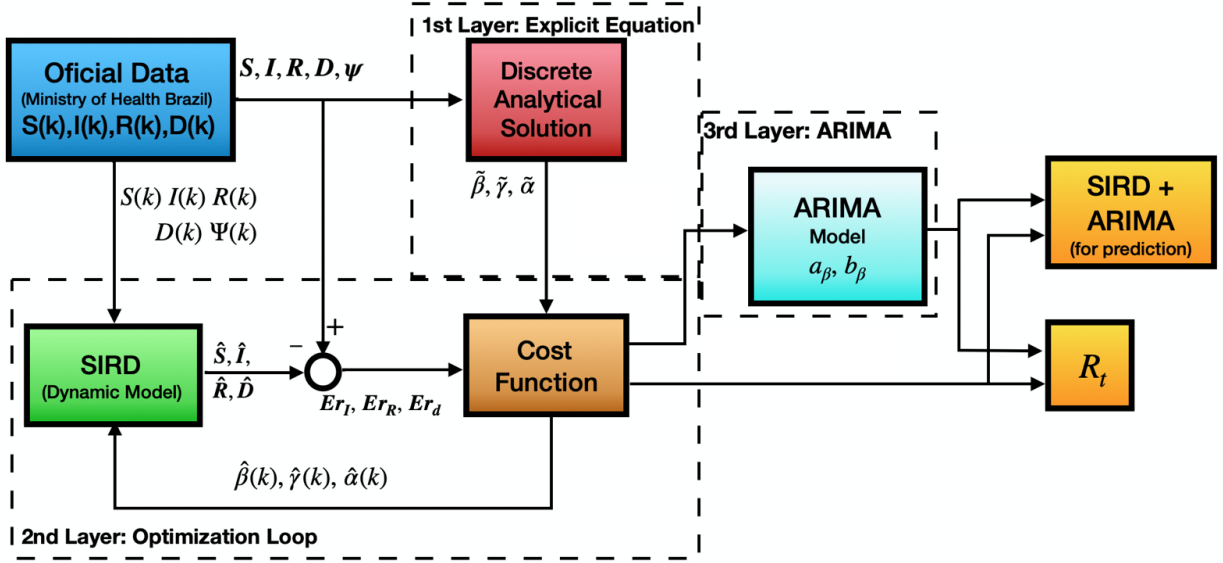 1st Layer: Explicit Equation
Oficial Data
(Ministry of Health Brazil)
S(k),I(k),R(k),D(k)
S, I, R, D, ψ
Discrete
Analytical
Solution
3rd Layer: ARIMA
S(k) I(k) R(k)
D(k) Ψ(k)
β̃, γ̃, α̃
ARIMA
Model
a_β, b_β
SIRD +
ARIMA
(for prediction)
SIRD
(Dynamic Model)
Ŝ, Î,
R̂, D̂
−
+
Er_I, Er_R, Er_d
Cost
Function
R_t
β̂(k), γ̂(k), α̂(k)
2nd Layer: Optimization Loop